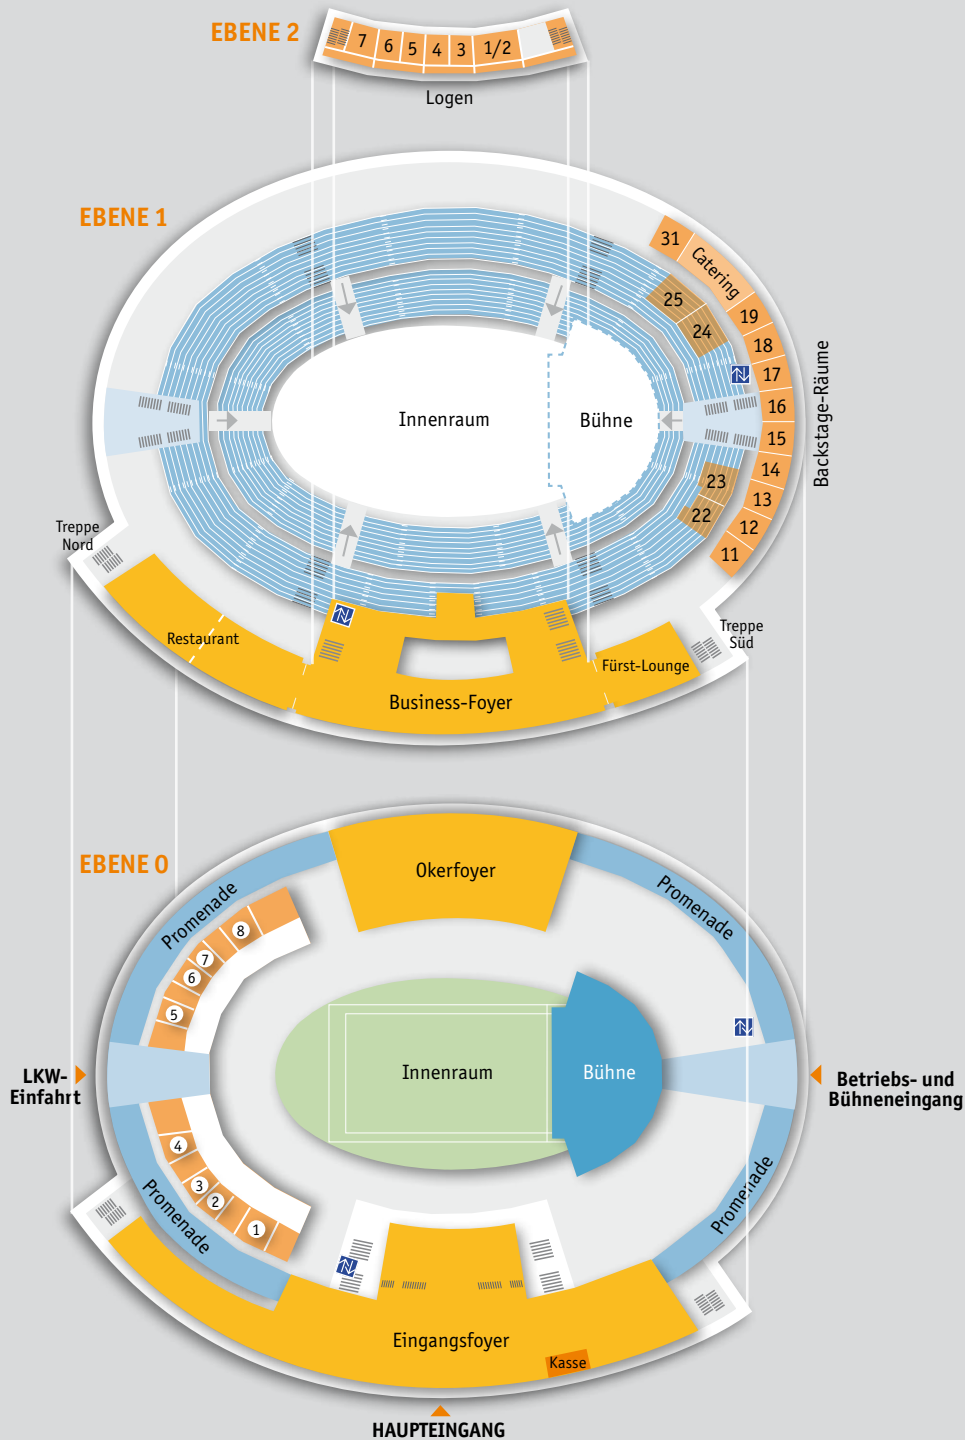 EBENE 2
7
6
5
4
3
1/2
Logen
EBENE 1
31
Catering
25
24
19
18
17
16
15
14
13
12
11
23
22
Innenraum
Bühne
Backstage-Räume
Treppe
Nord
Restaurant
Business-Foyer
Fürst-Lounge
Treppe
Süd
EBENE 0
Okerfoyer
Promenade
Promenade
8
7
6
5
Innenraum
Bühne
LKW-
Einfahrt
Betriebs- und
Bühneneingang
4
3
2
1
Promenade
Promenade
Eingangsfoyer
Kasse
HAUPTEINGANG